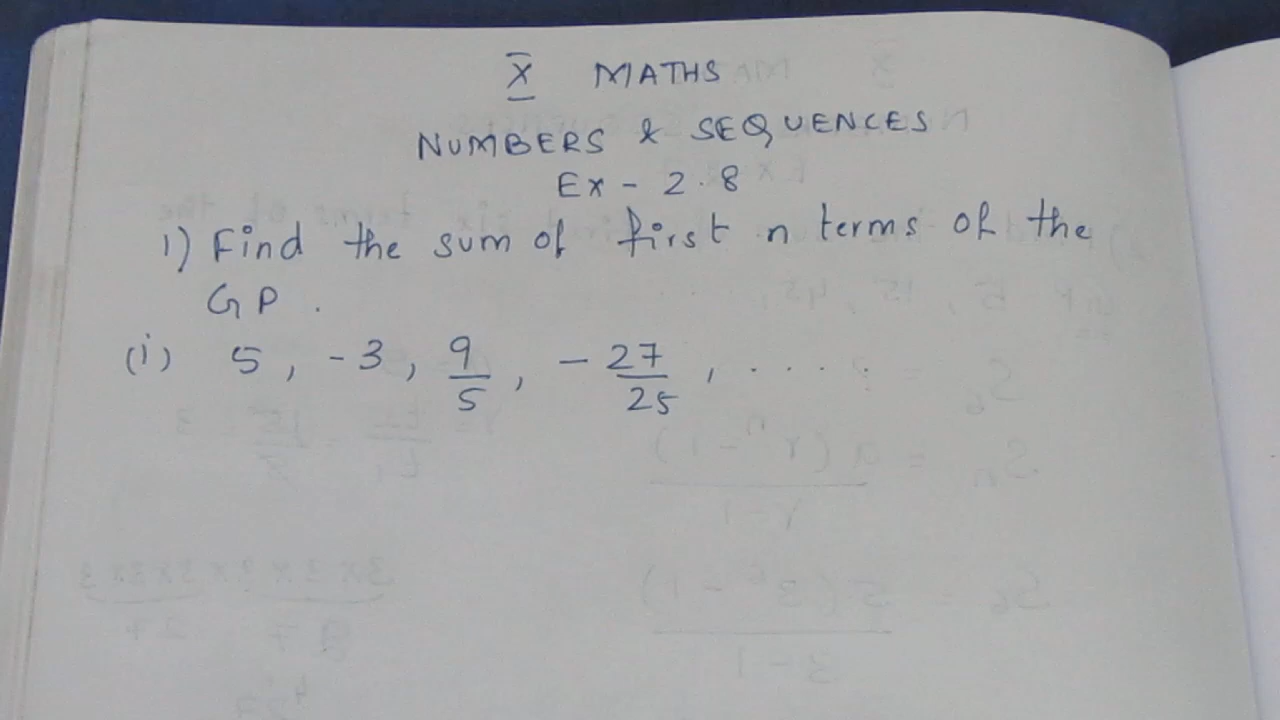 X MATHS
NUMBERS & SEQUENCES
Ex - 2.8
1) Find the sum of first n terms of the
GP.
(i) 5, -3, 9/5, -27/25, .....